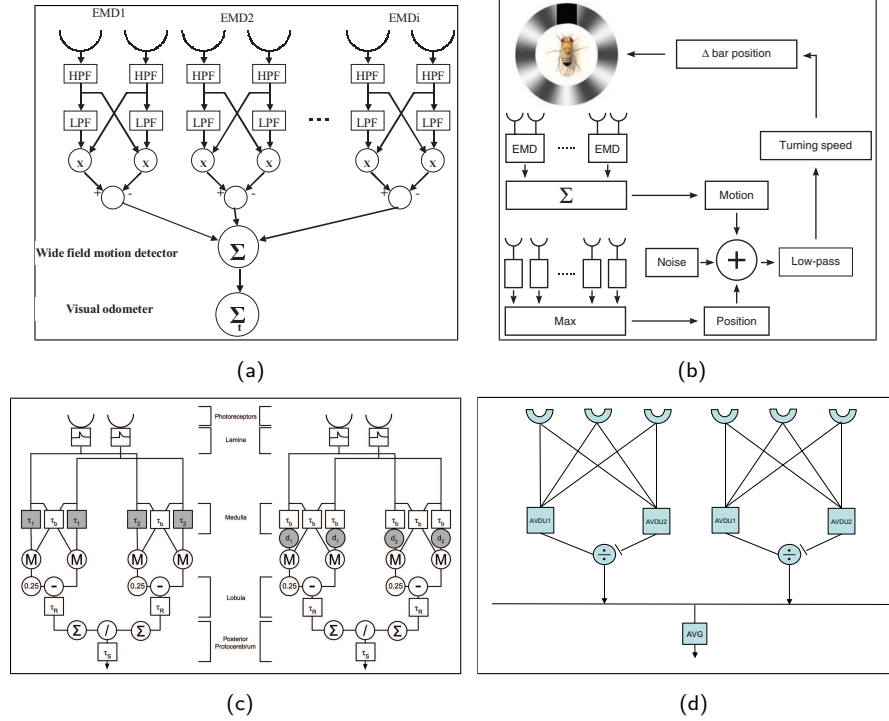 EMD1 EMD2 EMDi
HPF HPF HPF HPF HPF HPF
LPF LPF LPF LPF LPF LPF
...
x x x x x x
+ - + - + -
Wide field motion detector Σ
Visual odometer Σ
t
(a)
Δ bar position
EMD ..... EMD
Turning speed
Σ Motion
Noise + Low-pass
.....
Max Position
(b)
Photoreceptors
Lamina
τ1 τb τ1 τ2 τb τ2 Medulla τb τb τb τb τb τb
d1 d1 d2 d2
M M M M M M M M
0.25 - 0.25 - Lobula 0.25 - 0.25 -
τR τR τR τR
Σ / Σ Posterior Protocerebrum Σ / Σ
τS τS
(c)
AVDU1 AVDU2 AVDU1 AVDU2
÷ ÷
AVG
(d)